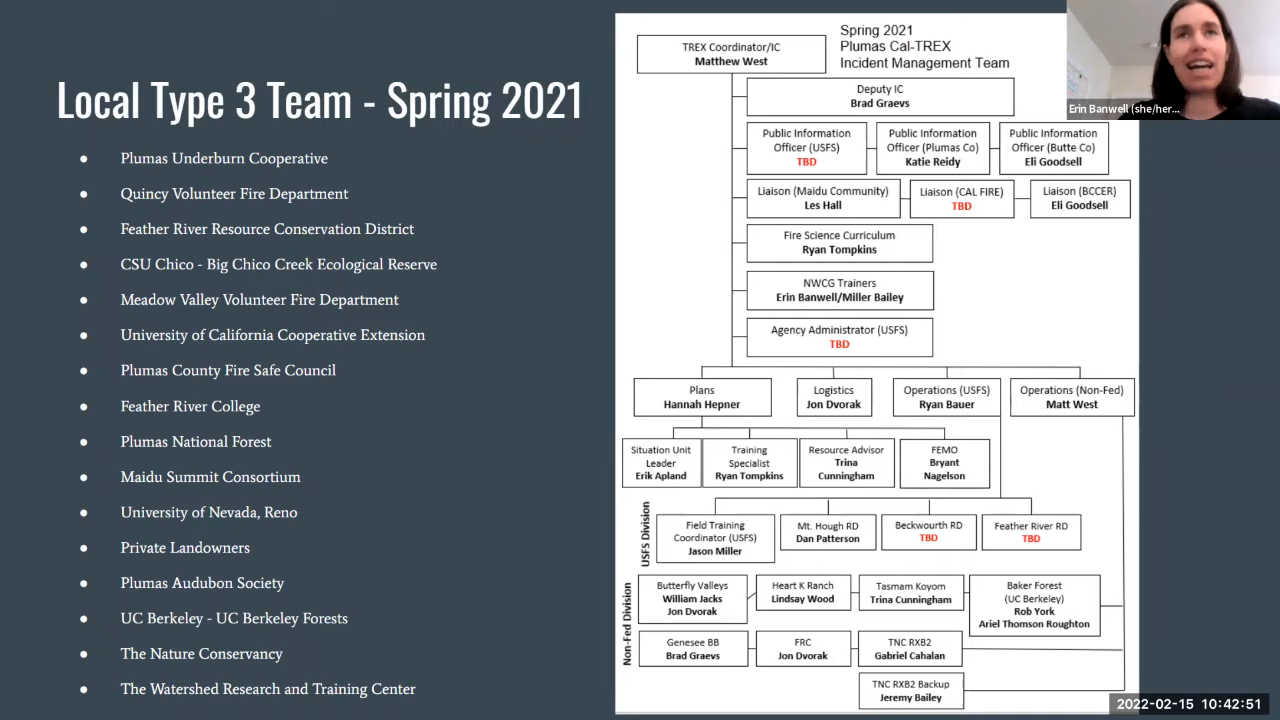 Local Type 3 Team - Spring 2021
● Plumas Underburn Cooperative
● Quincy Volunteer Fire Department
● Feather River Resource Conservation District
● CSU Chico - Big Chico Creek Ecological Reserve
● Meadow Valley Volunteer Fire Department
● University of California Cooperative Extension
● Plumas County Fire Safe Council
● Feather River College
● Plumas National Forest
● Maidu Summit Consortium
● University of Nevada, Reno
● Private Landowners
● Plumas Audubon Society
● UC Berkeley - UC Berkeley Forests
● The Nature Conservancy
● The Watershed Research and Training Center
Spring 2021
Plumas Cal-TREX
Incident Management Team
TREX Coordinator/IC
Matthew West
Deputy IC
Brad Graevs
Public Information
Officer (USFS)
TBD
Public Information
Officer (Plumas Co)
Katie Reidy
Public Information
Officer (Butte Co)
Eli Goodsell
Liaison (Maidu Community)
Les Hall
Liaison (CAL FIRE)
TBD
Liaison (BCCER)
Eli Goodsell
Fire Science Curriculum
Ryan Tompkins
NWCG Trainers
Erin Banwell/Miller Bailey
Agency Administrator (USFS)
TBD
Plans
Hannah Hepner
Logistics
Jon Dvorak
Operations (USFS)
Ryan Bauer
Operations (Non-Fed)
Matt West
Situation Unit
Leader
Erik Apland
Training
Specialist
Ryan Tompkins
Resource Advisor
Trina
Cunningham
FEMO
Bryant
Nagelson
USFS Division
Field Training
Coordinator (USFS)
Jason Miller
Mt. Hough RD
Dan Patterson
Beckwourth RD
TBD
Feather River RD
TBD
Non-Fed Division
Butterfly Valleys
William Jacks
Jon Dvorak
Heart K Ranch
Lindsay Wood
Tasmam Koyom
Trina Cunningham
Baker Forest
(UC Berkeley)
Rob York
Ariel Thomson Roughton
Genesee BB
Brad Graevs
FRC
Jon Dvorak
TNC RXB2
Gabriel Cahalan
TNC RXB2 Backup
Jeremy Bailey
Erin Banwell (she/her...
2022-02-15 10:42:51